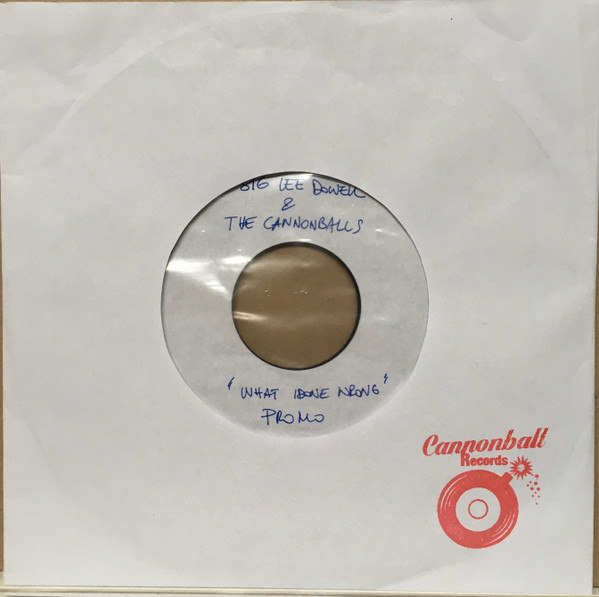 BIG LEE DOWELL
&
THE CANNONBALLS
"WHAT I DONE WRONG"
PROMO
Cannonball
Records